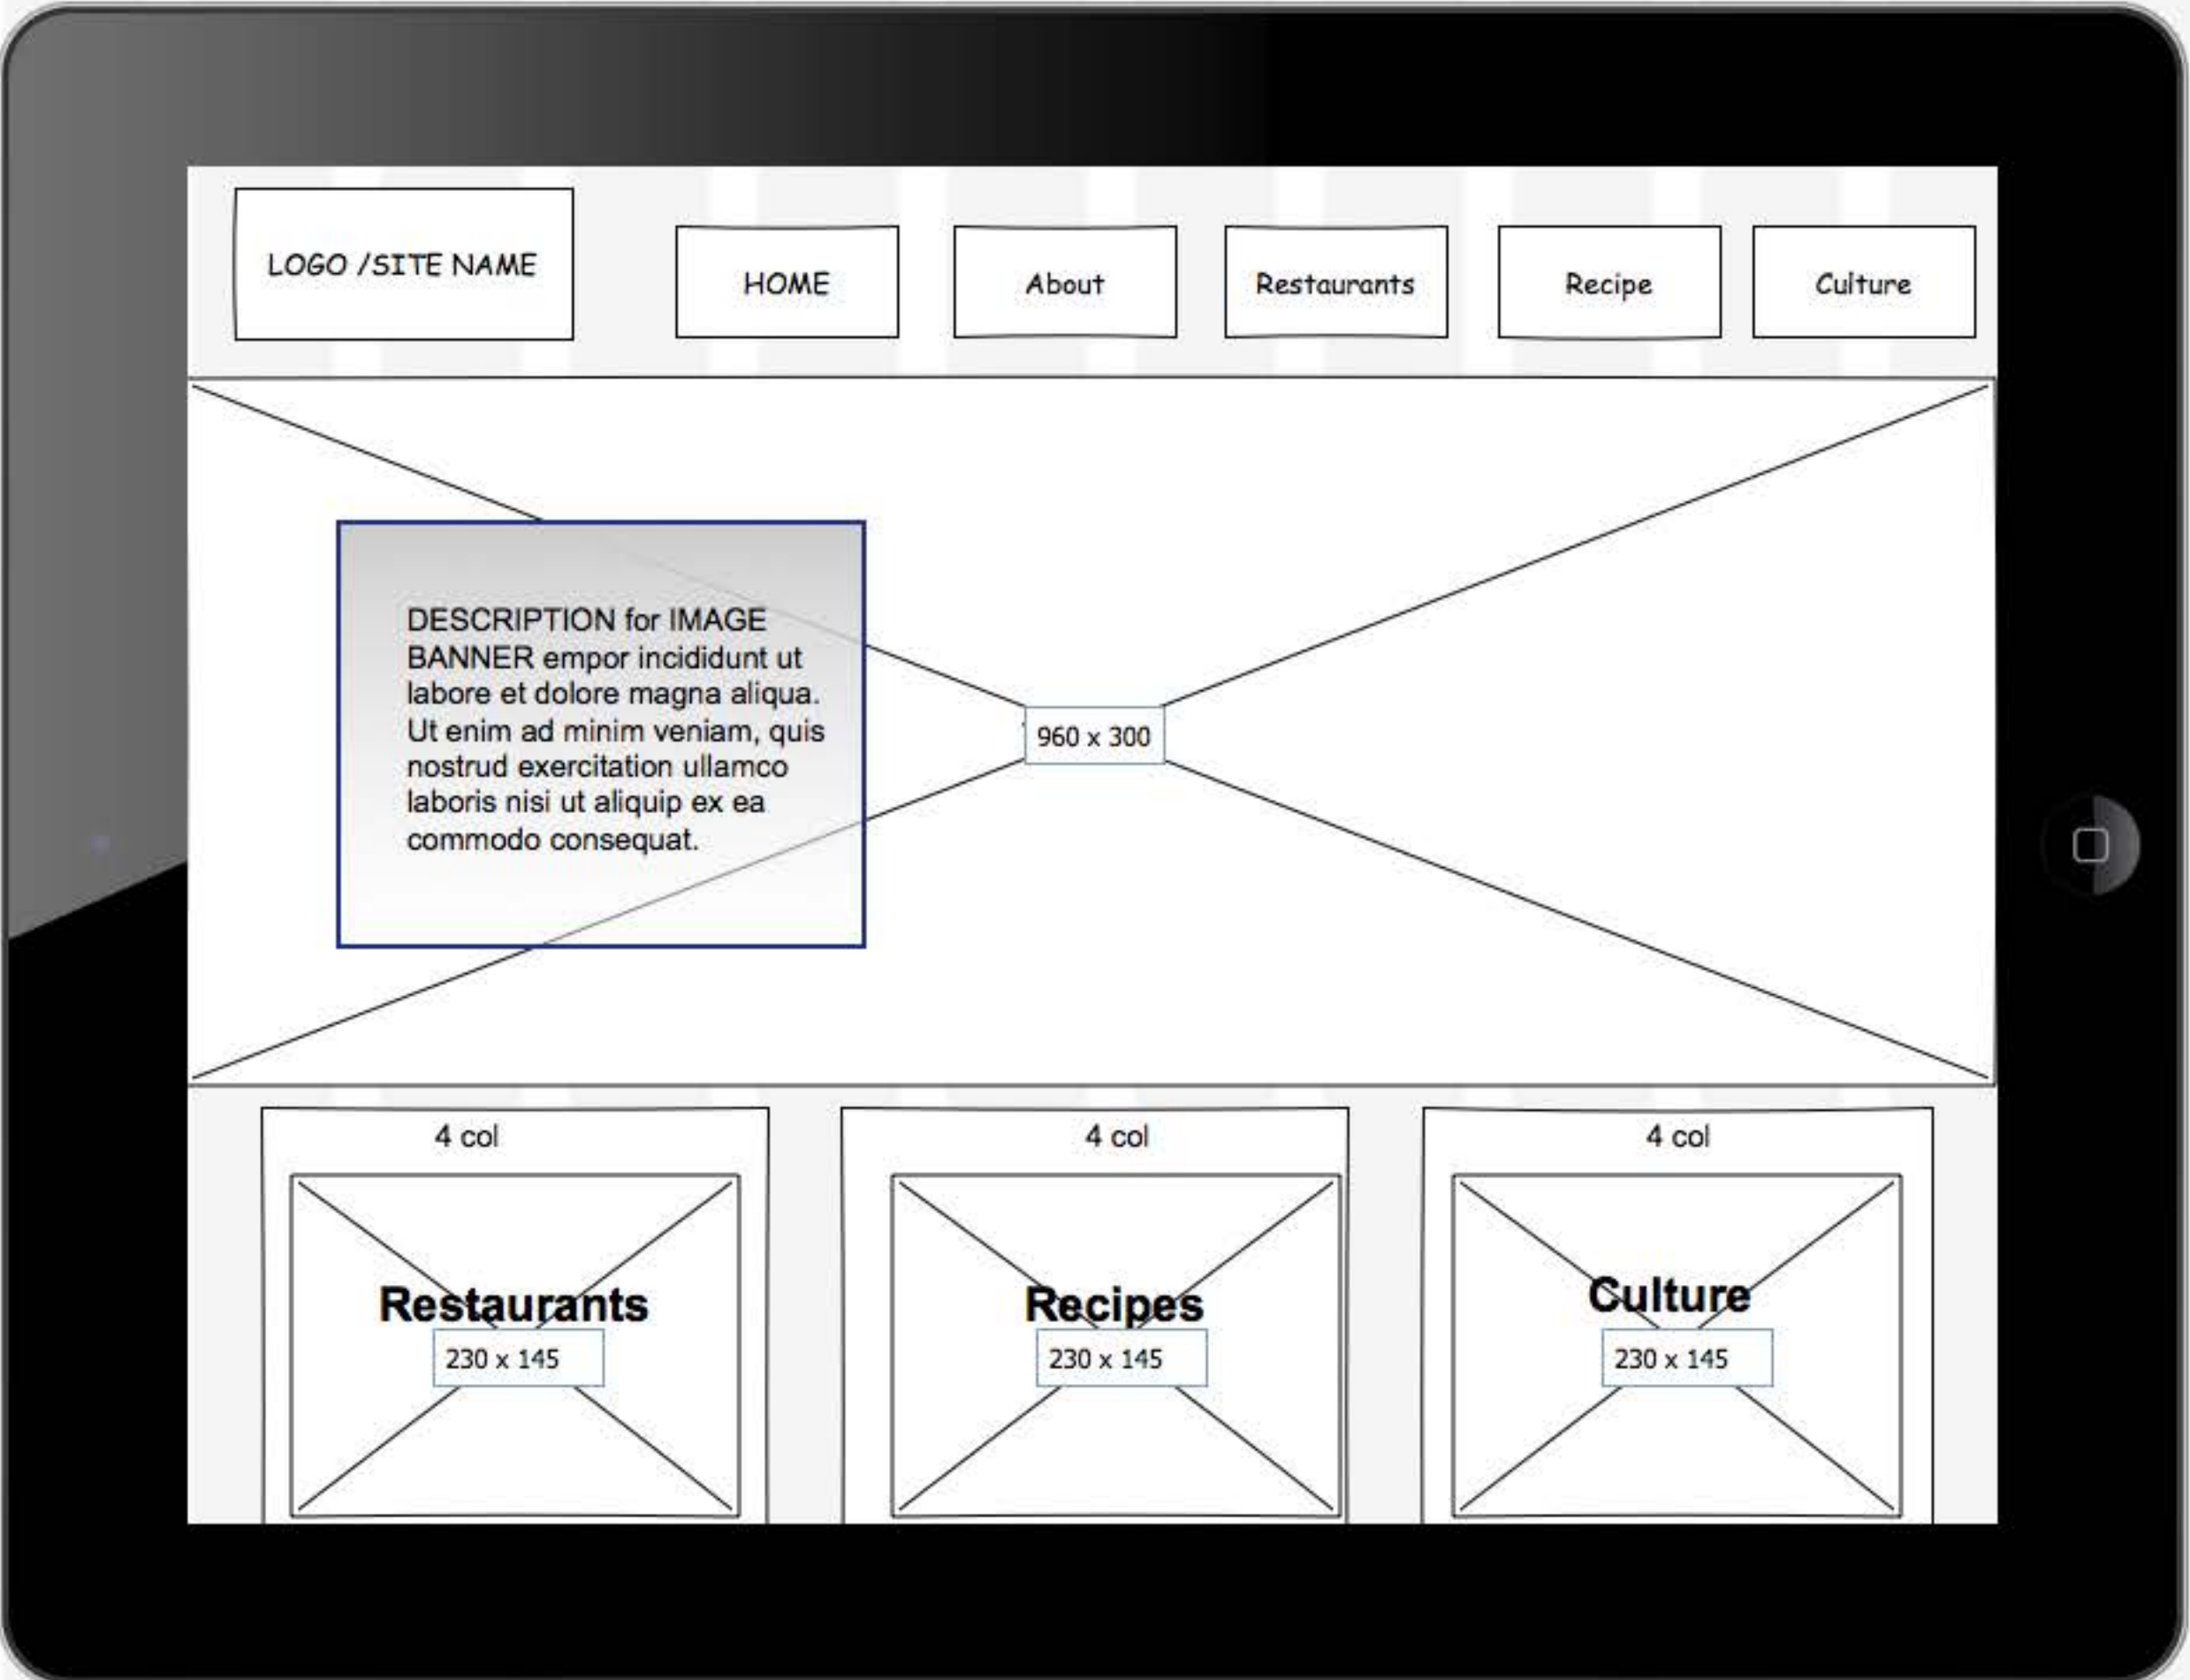 LOGO /SITE NAME
HOME
About
Restaurants
Recipe
Culture
DESCRIPTION for IMAGE
BANNER empor incididunt ut
labore et dolore magna aliqua.
Ut enim ad minim veniam, quis
nostrud exercitation ullamco
laboris nisi ut aliquip ex ea
commodo consequat.
960 x 300
4 col
Restaurants
230 x 145
4 col
Recipes
230 x 145
4 col
Culture
230 x 145